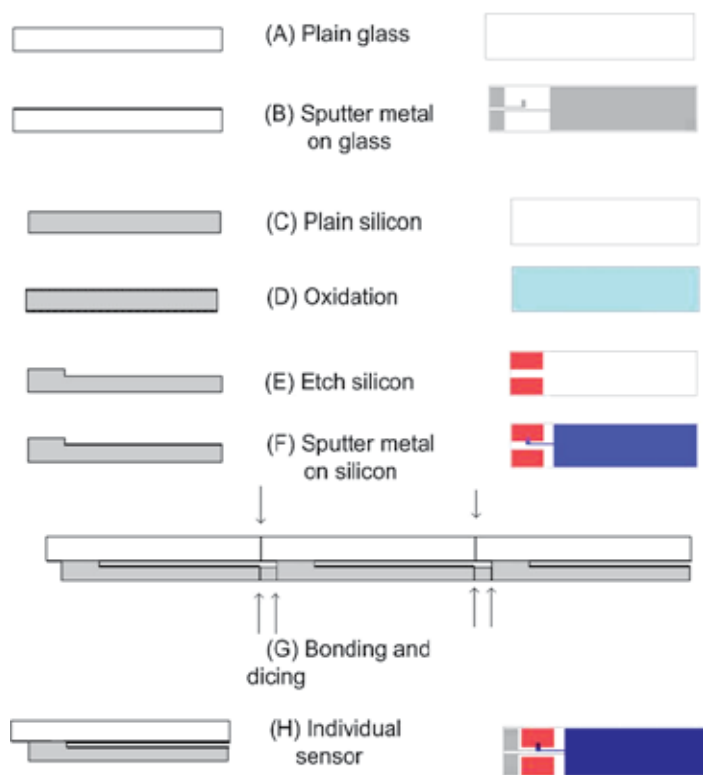 (A) Plain glass
(B) Sputter metal
on glass
(C) Plain silicon
(D) Oxidation
(E) Etch silicon
(F) Sputter metal
on silicon
(G) Bonding and
dicing
(H) Individual
sensor